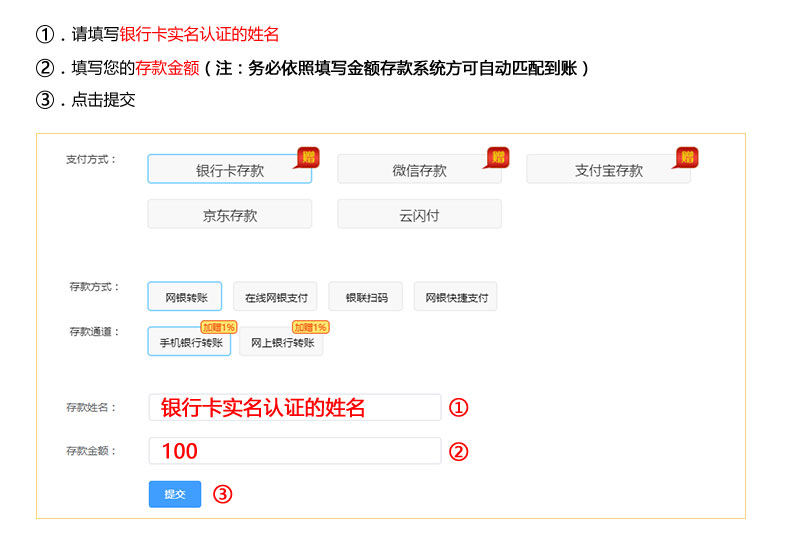 ①．请填写银行卡实名认证的姓名
②．填写您的存款金额（注：务必依照填写金额存款系统方可自动匹配到账）
③．点击提交
支付方式： 银行卡存款 赠 微信存款 赠 支付宝存款 赠
京东存款 云闪付
存款方式： 网银转账 在线网银支付 银联扫码 网银快捷支付
存款通道： 手机银行转账 加赠1% 网上银行转账 加赠1%
存款姓名： 银行卡实名认证的姓名 ①
存款金额： 100 ②
提交 ③